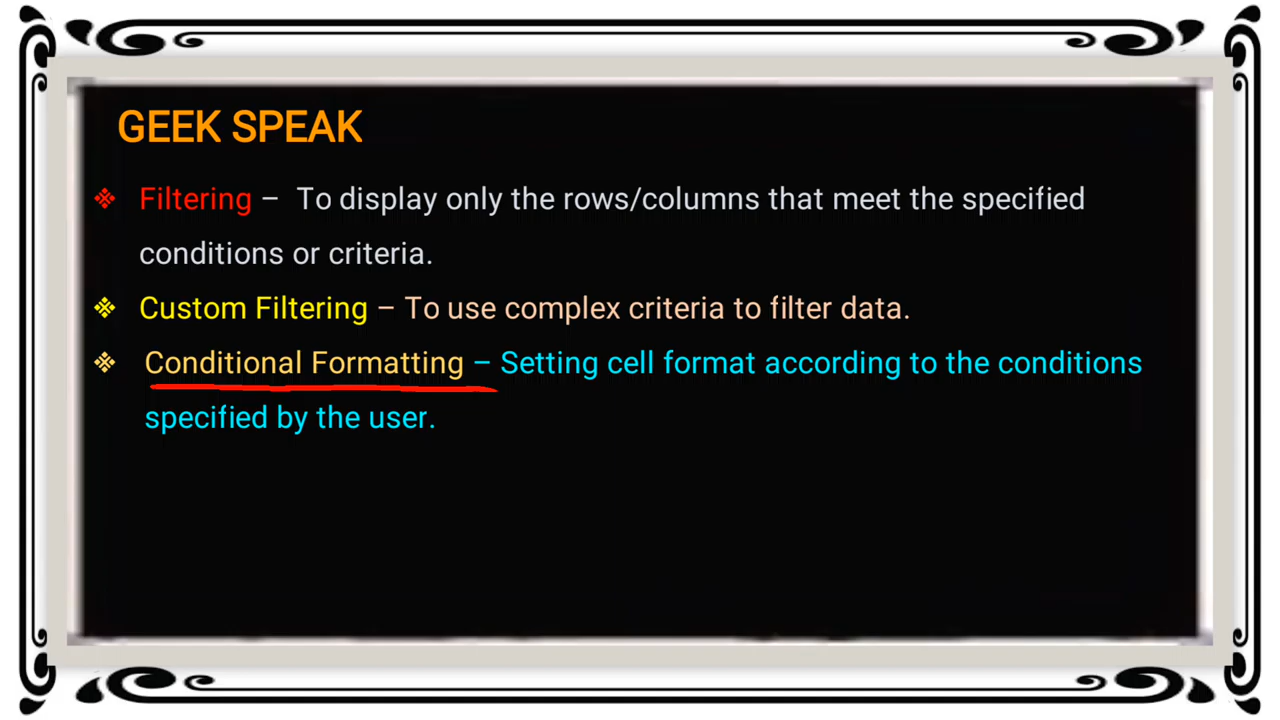 GEEK SPEAK
❖ Filtering – To display only the rows/columns that meet the specified
conditions or criteria.
❖ Custom Filtering – To use complex criteria to filter data.
❖ Conditional Formatting – Setting cell format according to the conditions
specified by the user.